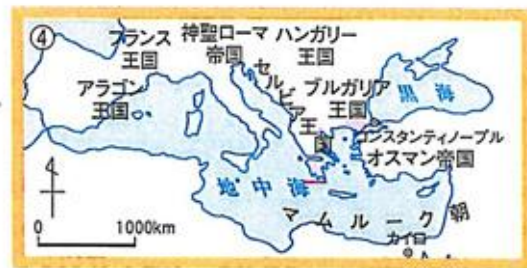 ④
フランス王国
神聖ローマ帝国
ハンガリー王国
アラゴン王国
セルビア王国
ブルガリア王国
黒海
コンスタンティノープル
オスマン帝国
地中海
マムルーク朝
カイロ
0 1000km